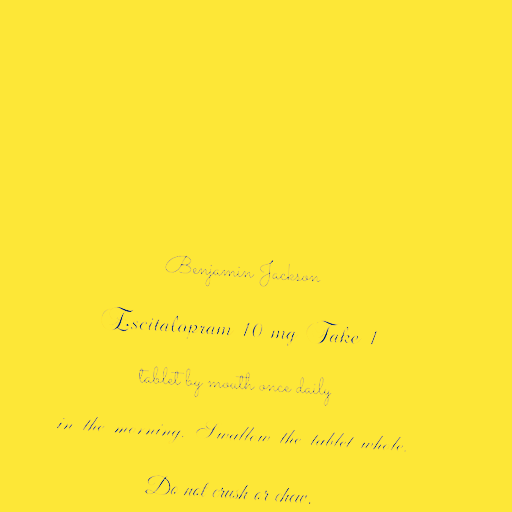 Benjamin Jackson
Escitalopram 10 mg Take 1
tablet by mouth once daily
in the morning. Swallow the tablet whole.
Do not crush or chew.